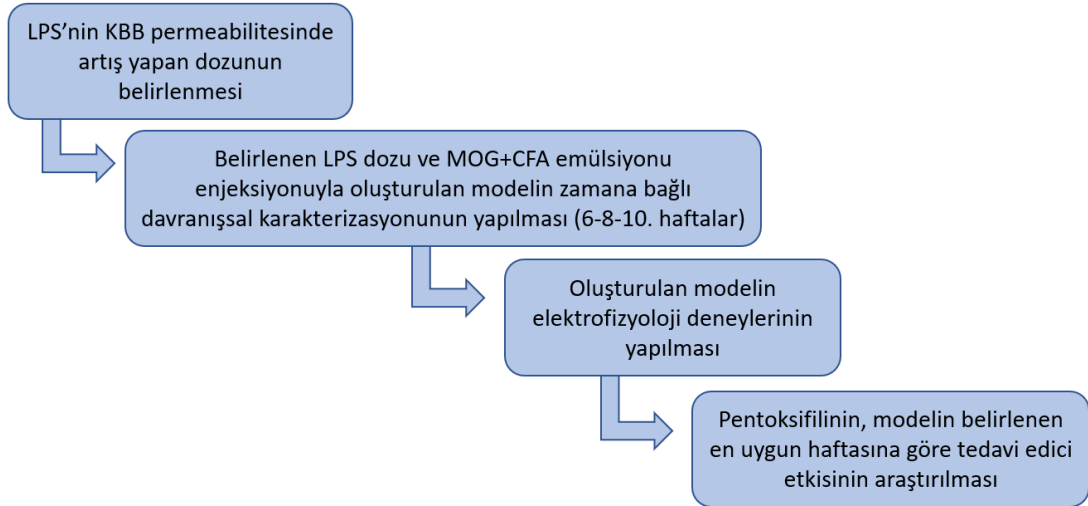 LPS’nin KBB permeabilitesinde
artış yapan dozunun
belirlenmesi
Belirlenen LPS dozu ve MOG+CFA emülsiyonu
enjeksiyonuyla oluşturulan modelin zamana bağlı
davranışsal karakterizasyonunun yapılması (6-8-10. haftalar)
Oluşturulan modelin
elektrofizyoloji deneylerinin
yapılması
Pentoksifilinin, modelin belirlenen
en uygun haftasına göre tedavi edici
etkisinin araştırılması